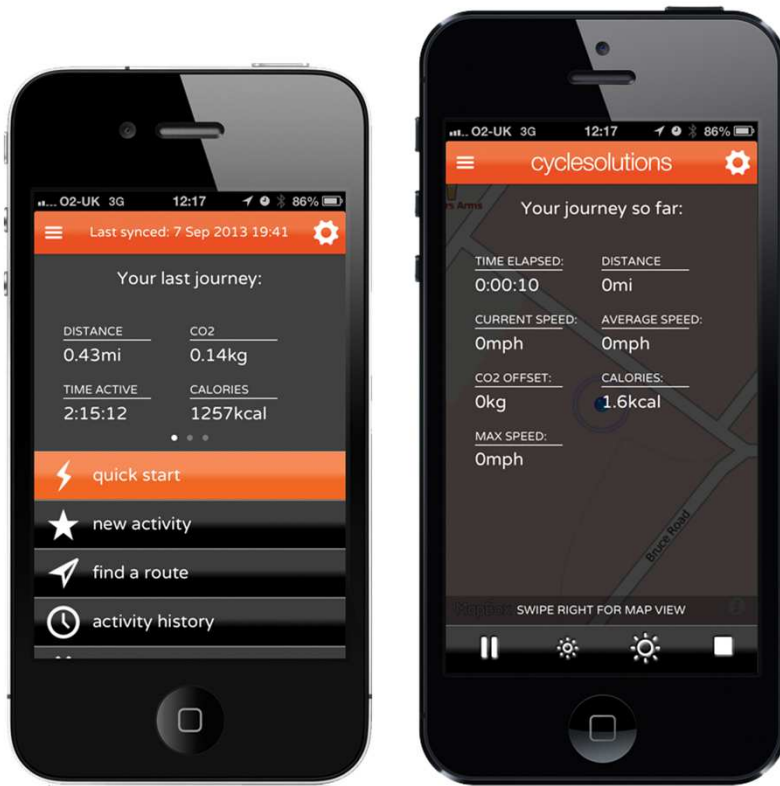 O2-UK 3G 12:17 86%
Last synced: 7 Sep 2013 19:41
Your last journey:
DISTANCE CO2
0.43mi 0.14kg
TIME ACTIVE CALORIES
2:15:12 1257kcal
quick start
new activity
find a route
activity history
O2-UK 3G 12:17 86%
cyclesolutions
Arms
Your journey so far:
TIME ELAPSED: DISTANCE
0:00:10 0mi
CURRENT SPEED: AVERAGE SPEED:
0mph 0mph
CO2 OFFSET: CALORIES:
0kg 1.6kcal
MAX SPEED:
0mph
Bruce Road
SWIPE RIGHT FOR MAP VIEW